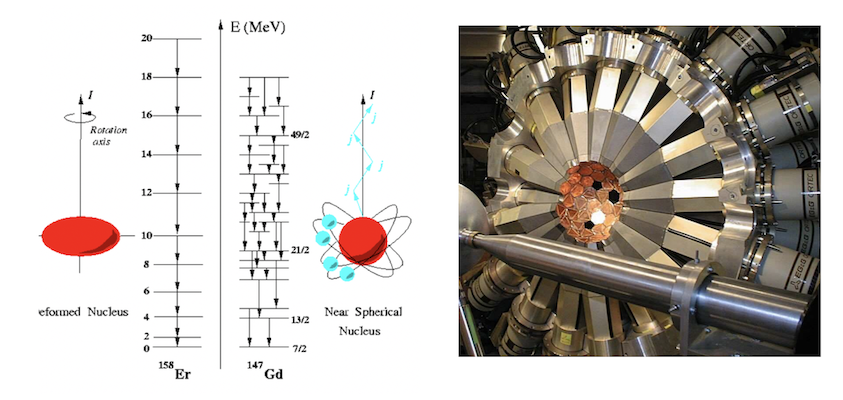 E (MeV)
20
18
16
14
12
10
8
6
4
2
0
I
Rotation
axis
eformed Nucleus
158
Er
49/2
21/2
13/2
7/2
147
Gd
I
j
j
j
j
Near Spherical
Nucleus
ORTEC